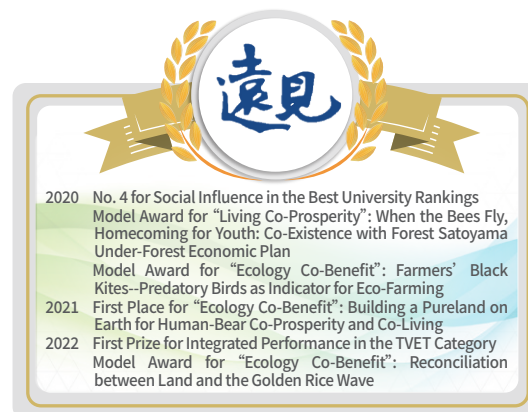 遠見
2020 No. 4 for Social Influence in the Best University Rankings
Model Award for “Living Co-Prosperity”: When the Bees Fly,
Homecoming for Youth: Co-Existence with Forest Satoyama
Under-Forest Economic Plan
Model Award for “Ecology Co-Benefit”: Farmers’ Black
Kites--Predatory Birds as Indicator for Eco-Farming
2021 First Place for “Ecology Co-Benefit”: Building a Pureland on
Earth for Human-Bear Co-Prosperity and Co-Living
2022 First Prize for Integrated Performance in the TVET Category
Model Award for “Ecology Co-Benefit”: Reconciliation
between Land and the Golden Rice Wave